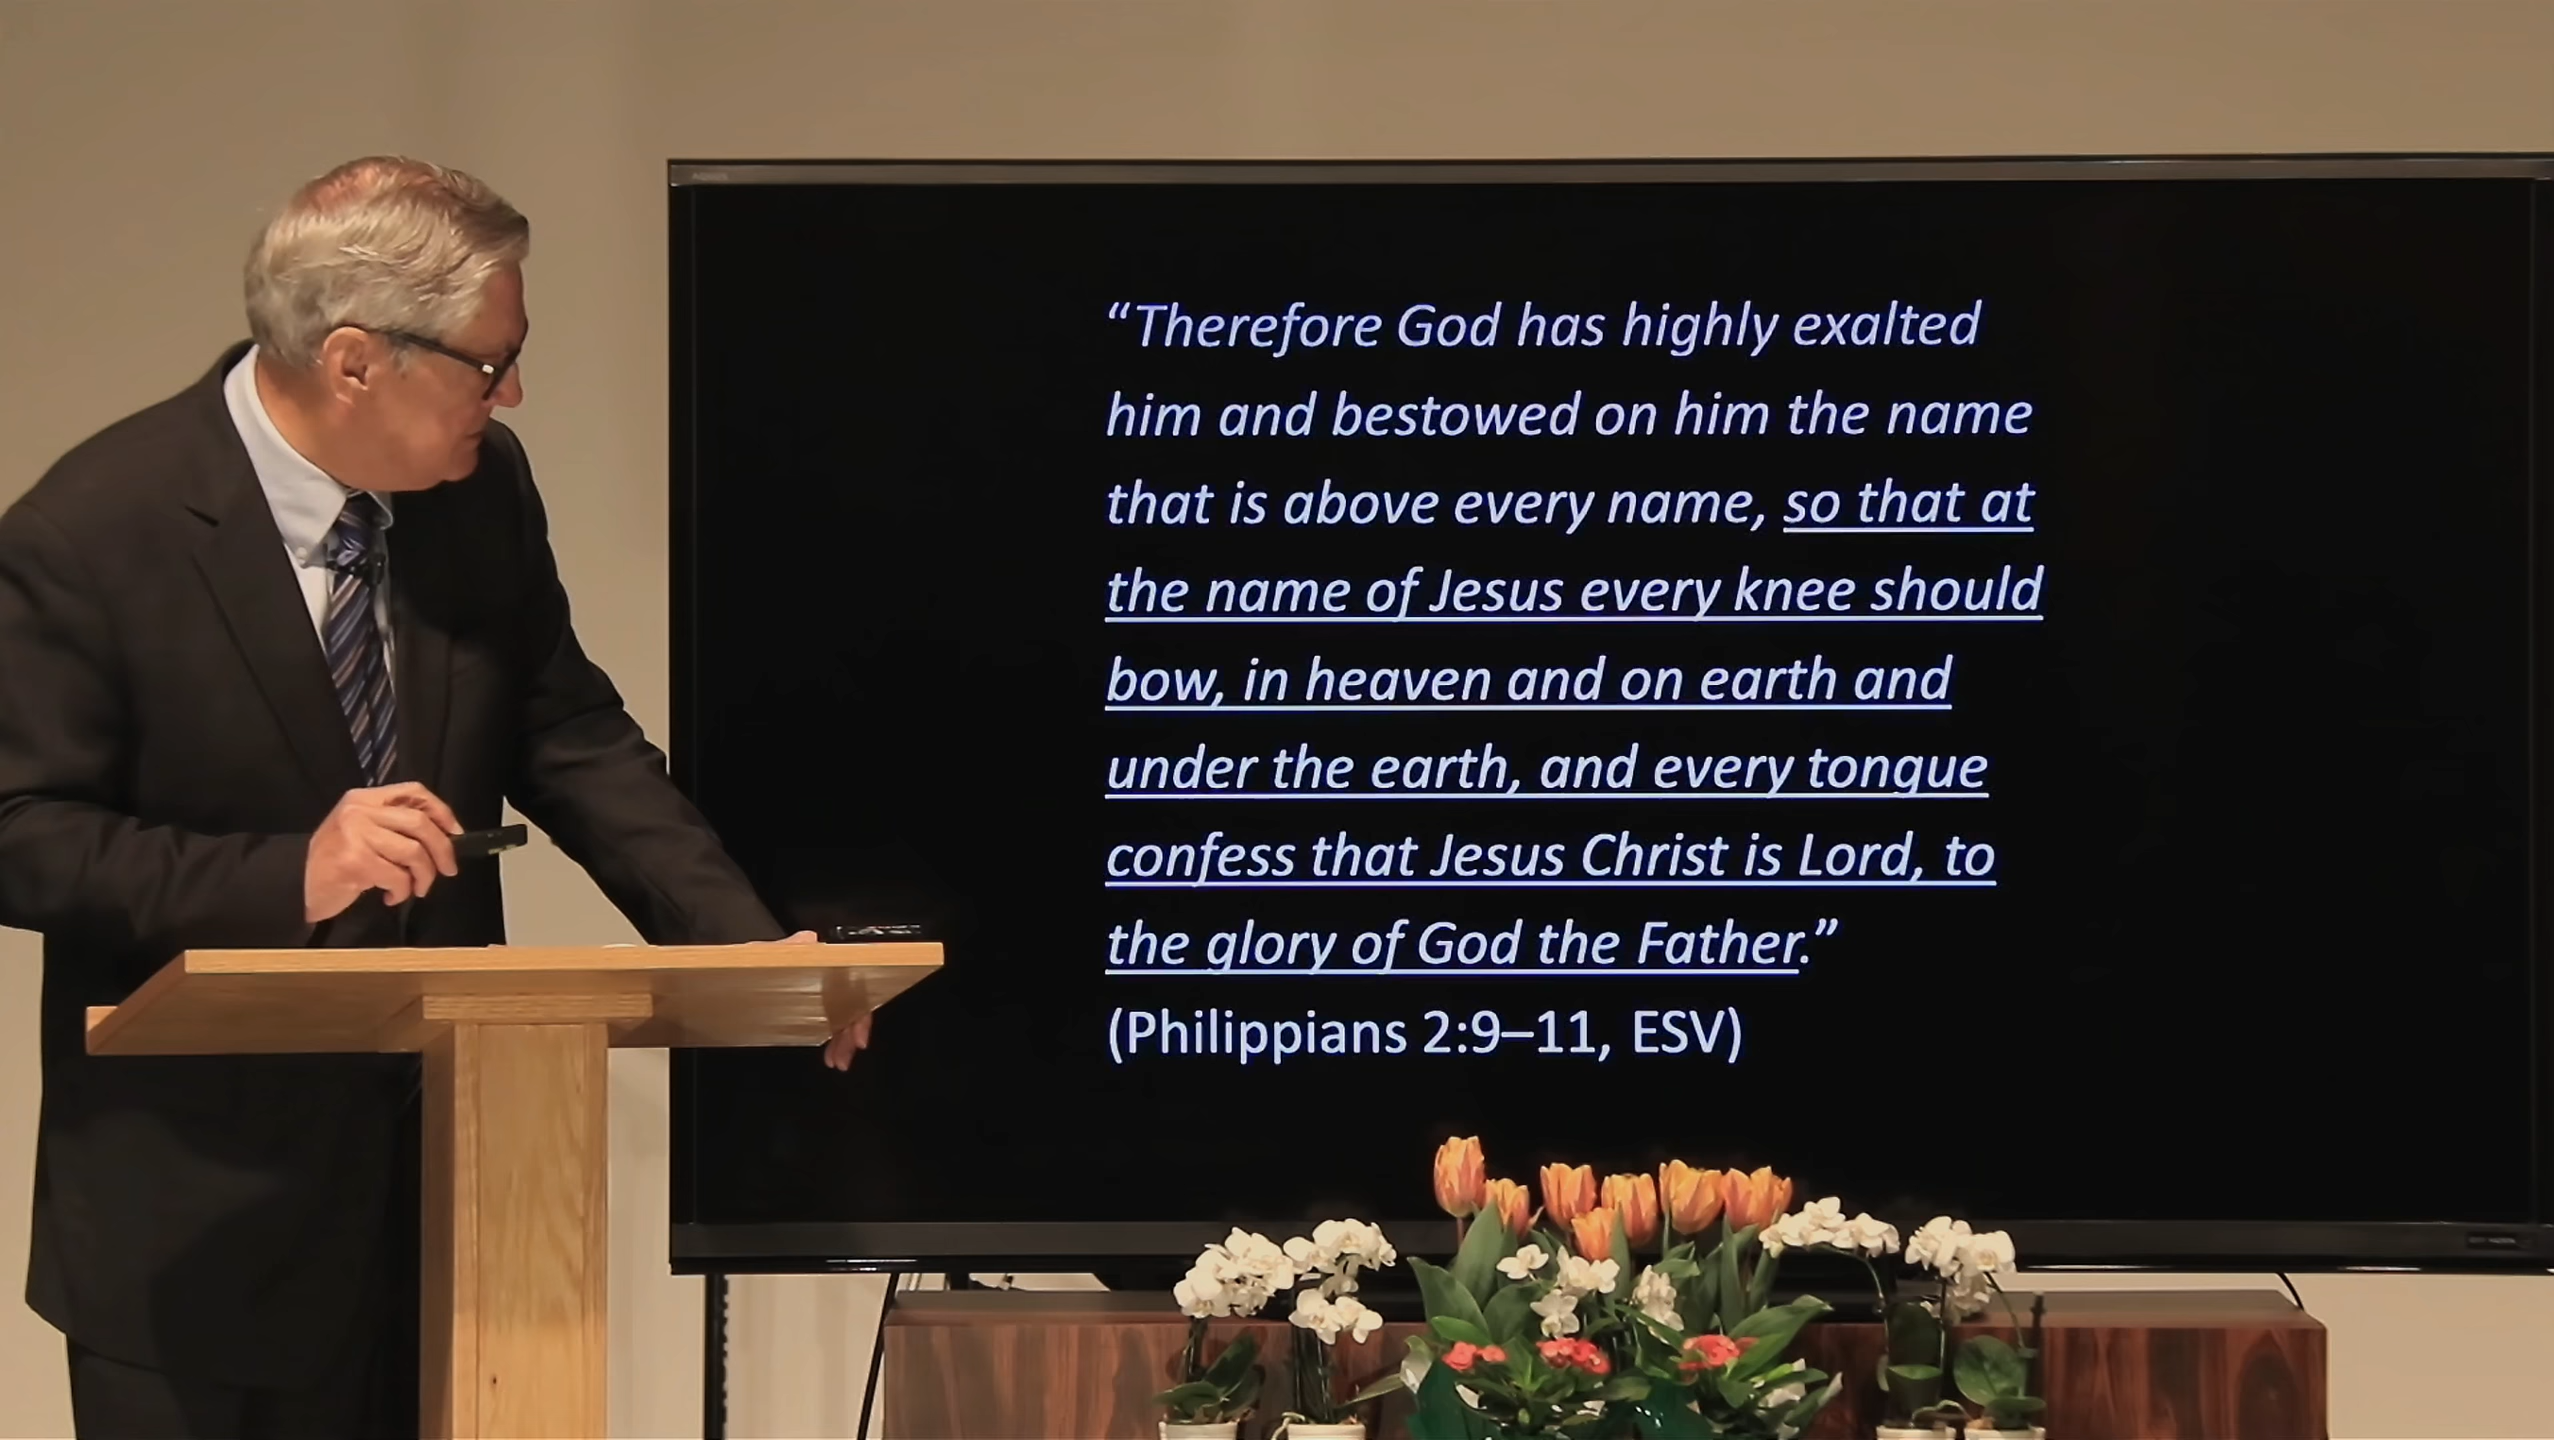 “Therefore God has highly exalted
him and bestowed on him the name
that is above every name, so that at
the name of Jesus every knee should
bow, in heaven and on earth and
under the earth, and every tongue
confess that Jesus Christ is Lord, to
the glory of God the Father.”
(Philippians 2:9–11, ESV)